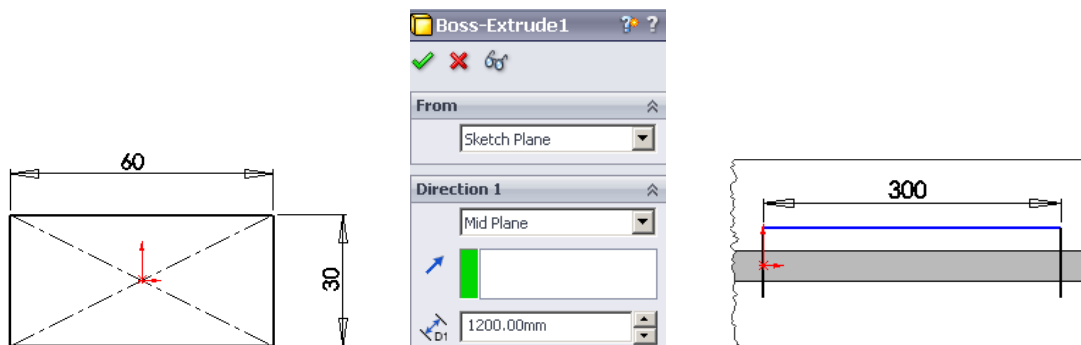 60
30
Boss-Extrude1
? ?
From
Sketch Plane
Direction 1
Mid Plane
D1
1200.00mm
300